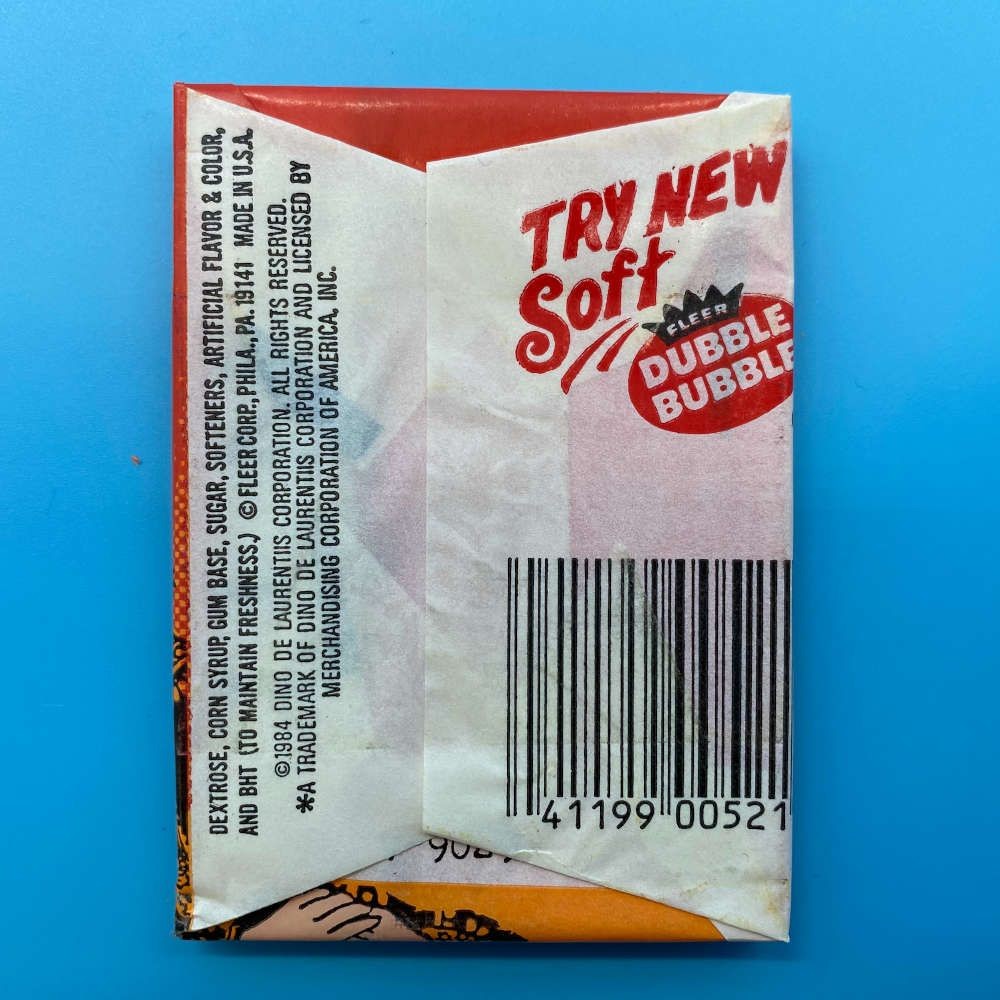 DEXTROSE, CORN SYRUP, GUM BASE, SUGAR, SOFTENERS, ARTIFICIAL FLAVOR & COLOR,
AND BHT (TO MAINTAIN FRESHNESS.) © FLEER CORP., PHILA., PA. 19141 MADE IN U.S.A.
©1984 DINO DE LAURENTIIS CORPORATION. ALL RIGHTS RESERVED.
*A TRADEMARK OF DINO DE LAURENTIIS CORPORATION AND LICENSED BY
MERCHANDISING CORPORATION OF AMERICA, INC.
TRY NEW
Soft
FLEER
DUBBLE
BUBBLE
41199 00521